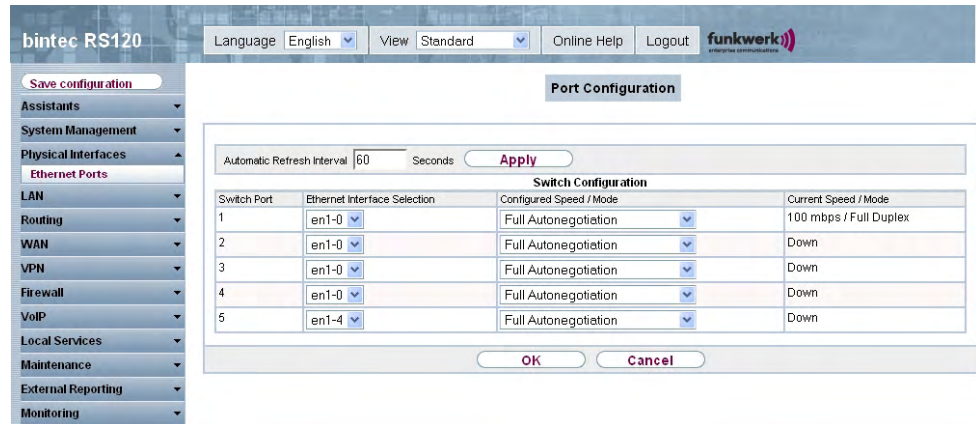 bintec RS120
Language English View Standard Online Help Logout funkwerk
enterprise communications
Save configuration
Assistants
System Management
Physical Interfaces
Ethernet Ports
LAN
Routing
WAN
VPN
Firewall
VoIP
Local Services
Maintenance
External Reporting
Monitoring
Port Configuration
Automatic Refresh Interval 60 Seconds Apply
Switch Configuration
Switch Port Ethernet Interface Selection Configured Speed / Mode Current Speed / Mode
1 en1-0 Full Autonegotiation 100 mbps / Full Duplex
2 en1-0 Full Autonegotiation Down
3 en1-0 Full Autonegotiation Down
4 en1-0 Full Autonegotiation Down
5 en1-4 Full Autonegotiation Down
OK Cancel